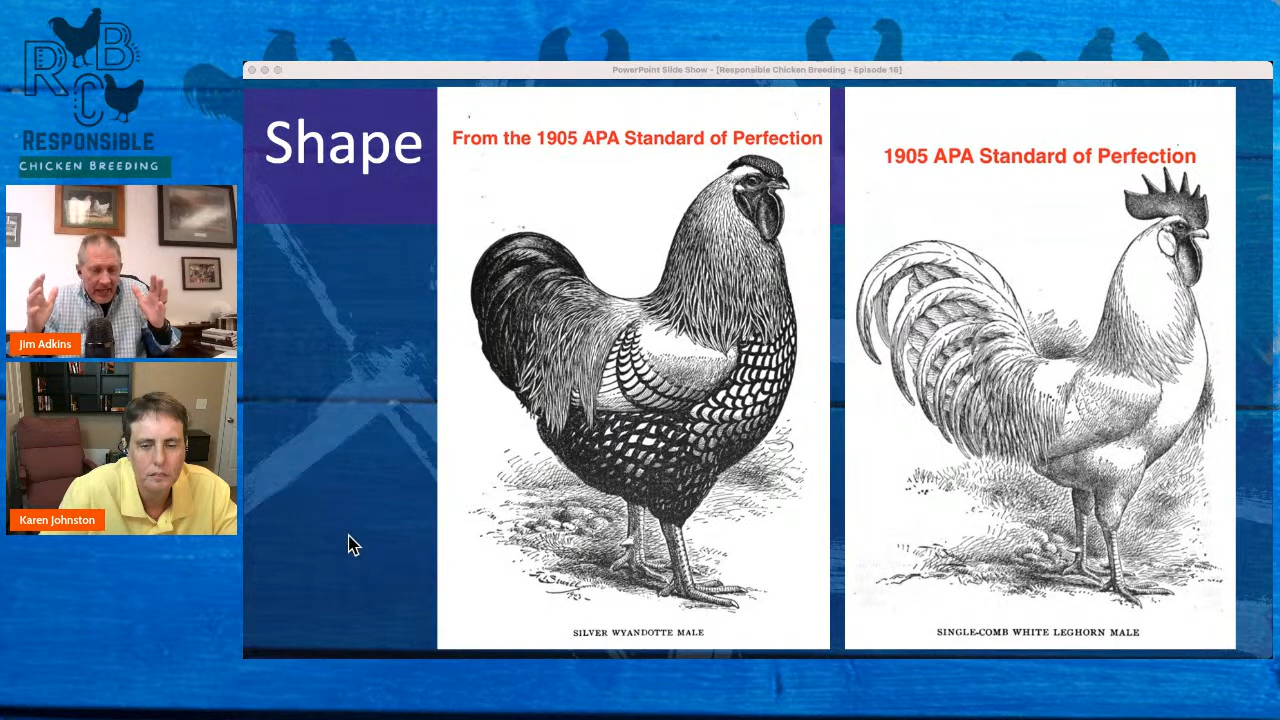 RBC
RESPONSIBLE
CHICKEN BREEDING
PowerPoint Slide Show - [Responsible Chicken Breeding - Episode 16]
Shape
From the 1905 APA Standard of Perfection
1905 APA Standard of Perfection
Jim Adkins
Karen Johnston
SILVER WYANDOTTE MALE
SINGLE-COMB WHITE LEGHORN MALE